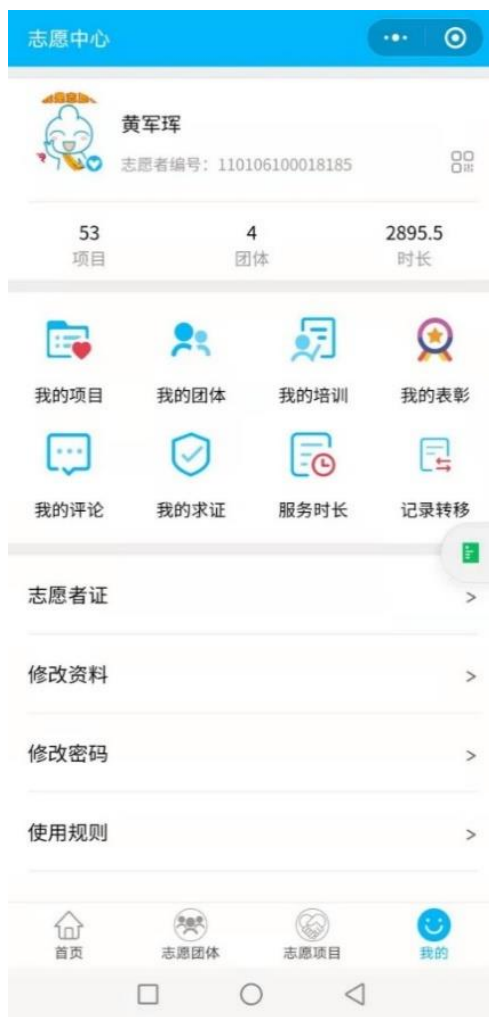 志愿中心
黄军珲
志愿者编号：110106100018185
53 4 2895.5
项目 团体 时长
我的项目 我的团体 我的培训 我的表彰
我的评论 我的求证 服务时长 记录转移
志愿者证 >
修改资料 >
修改密码 >
使用规则 >
首页 志愿团体 志愿项目 我的